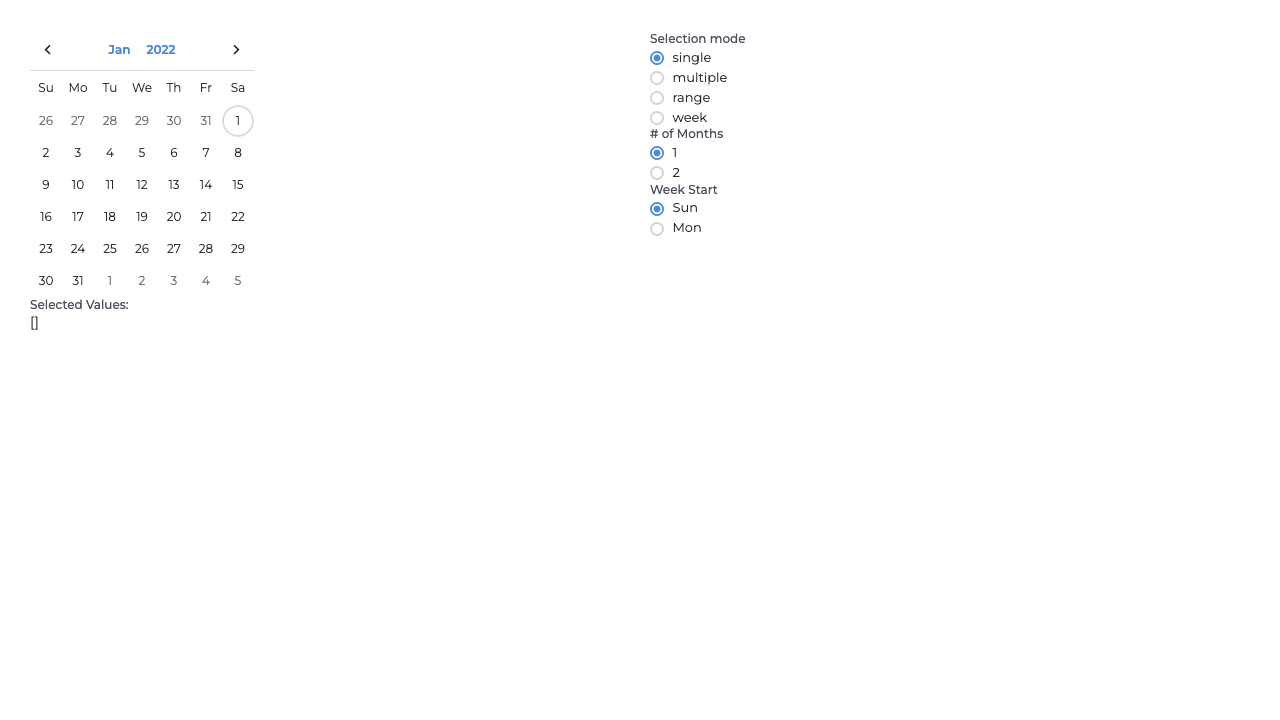 Jan 2022
Su Mo Tu We Th Fr Sa
26 27 28 29 30 31 1
2 3 4 5 6 7 8
9 10 11 12 13 14 15
16 17 18 19 20 21 22
23 24 25 26 27 28 29
30 31 1 2 3 4 5
Selected Values:
[]
Selection mode
single
multiple
range
week
# of Months
1
2
Week Start
Sun
Mon